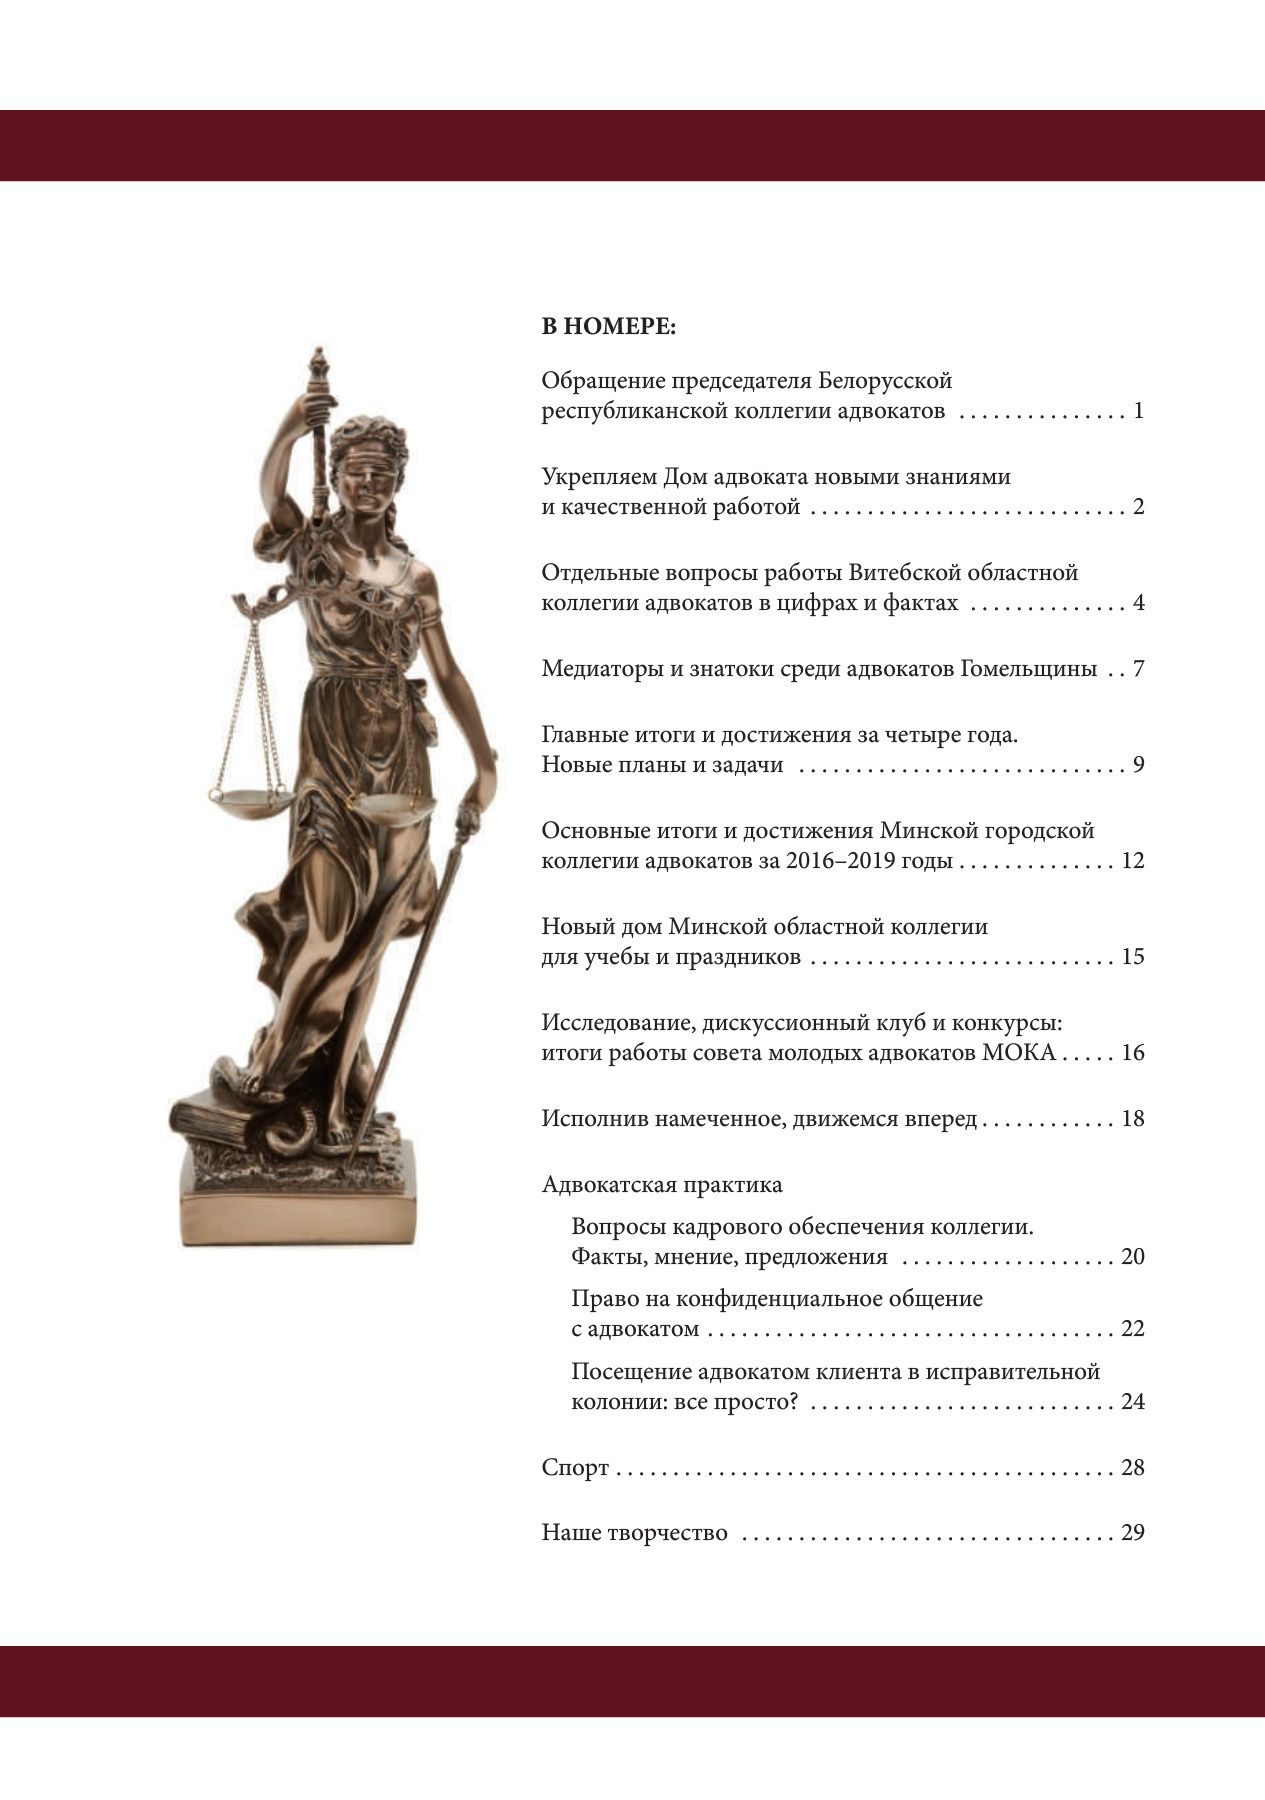 В НОМЕРЕ:
Обращение председателя Белорусской
республиканской коллегии адвокатов . . . . . . . . . . . . . . . 1
Укрепляем Дом адвоката новыми знаниями
и качественной работой . . . . . . . . . . . . . . . . . . . . . . . . . . . . 2
Отдельные вопросы работы Витебской областной
коллегии адвокатов в цифрах и фактах . . . . . . . . . . . . . . 4
Медиаторы и знатоки среди адвокатов Гомельщины . . 7
Главные итоги и достижения за четыре года.
Новые планы и задачи . . . . . . . . . . . . . . . . . . . . . . . . . . . . . 9
Основные итоги и достижения Минской городской
коллегии адвокатов за 2016–2019 годы . . . . . . . . . . . . . . 12
Новый дом Минской областной коллегии
для учебы и праздников . . . . . . . . . . . . . . . . . . . . . . . . . . . 15
Исследование, дискуссионный клуб и конкурсы:
итоги работы совета молодых адвокатов МОКА . . . . . 16
Исполнив намеченное, движемся вперед . . . . . . . . . . . . 18
Адвокатская практика
Вопросы кадрового обеспечения коллегии.
Факты, мнение, предложения . . . . . . . . . . . . . . . . . . . 20
Право на конфиденциальное общение
с адвокатом . . . . . . . . . . . . . . . . . . . . . . . . . . . . . . . . . . . . 22
Посещение адвокатом клиента в исправительной
колонии: все просто? . . . . . . . . . . . . . . . . . . . . . . . . . . . 24
Спорт . . . . . . . . . . . . . . . . . . . . . . . . . . . . . . . . . . . . . . . . . . . . 28
Наше творчество . . . . . . . . . . . . . . . . . . . . . . . . . . . . . . . . . 29